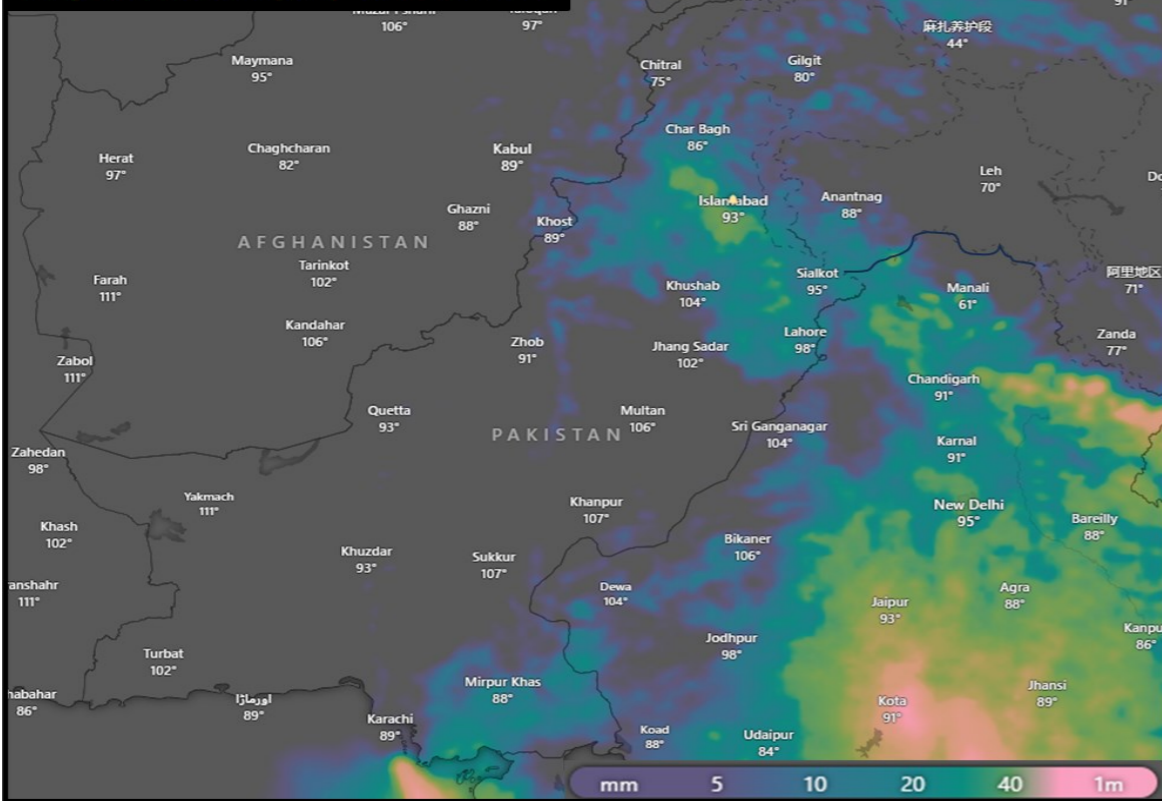 91°
106°
97°
麻扎养护段
44°
Maymana
95°
Chitral
75°
Gilgit
80°
Char Bagh
86°
Herat
97°
Chaghcharan
82°
Kabul
89°
Leh
70°
Islamabad
93°
Anantnag
88°
Ghazni
88°
Khost
89°
AFGHANISTAN
Tarinkot
102°
Farah
111°
Sialkot
95°
阿里地区
71°
Khushab
104°
Manali
61°
Kandahar
106°
Zhob
91°
Lahore
98°
Jhang Sadar
102°
Zanda
77°
Zabol
111°
Chandigarh
91°
Quetta
93°
Multan
106°
Sri Ganganagar
104°
PAKISTAN
Karnal
91°
Zahedan
98°
Yakmach
111°
Khanpur
107°
New Delhi
95°
Khash
102°
Bareilly
88°
Bikaner
106°
Khuzdar
93°
Sukkur
107°
anshahr
111°
Dewa
104°
Agra
88°
Jaipur
93°
Kanpu
86°
Jodhpur
98°
Turbat
102°
Mirpur Khas
88°
Jhansi
89°
habahar
86°
اورماڑا
89°
Kota
91°
Karachi
89°
Koad
88°
Udaipur
84°
mm 5 10 20 40 1m